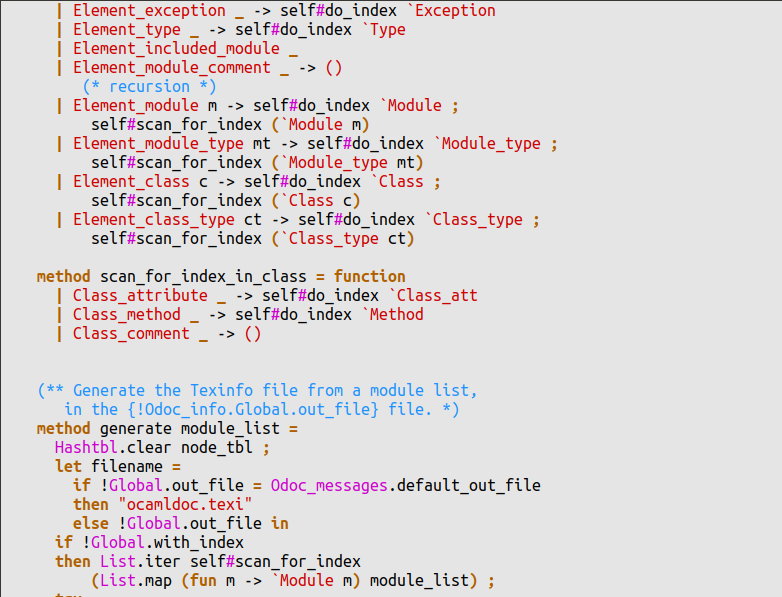 | Element_exception _ -> self#do_index `Exception
| Element_type _ -> self#do_index `Type
| Element_included_module _
| Element_module_comment _ -> ()
(* recursion *)
| Element_module m -> self#do_index `Module ;
self#scan_for_index (`Module m)
| Element_module_type mt -> self#do_index `Module_type ;
self#scan_for_index (`Module_type mt)
| Element_class c -> self#do_index `Class ;
self#scan_for_index (`Class c)
| Element_class_type ct -> self#do_index `Class_type ;
self#scan_for_index (`Class_type ct)
method scan_for_index_in_class = function
| Class_attribute _ -> self#do_index `Class_att
| Class_method _ -> self#do_index `Method
| Class_comment _ -> ()
(** Generate the Texinfo file from a module list,
in the {!Odoc_info.Global.out_file} file. *)
method generate module_list =
Hashtbl.clear node_tbl ;
let filename =
if !Global.out_file = Odoc_messages.default_out_file
then "ocamldoc.texi"
else !Global.out_file in
if !Global.with_index
then List.iter self#scan_for_index
(List.map (fun m -> `Module m) module_list) ;